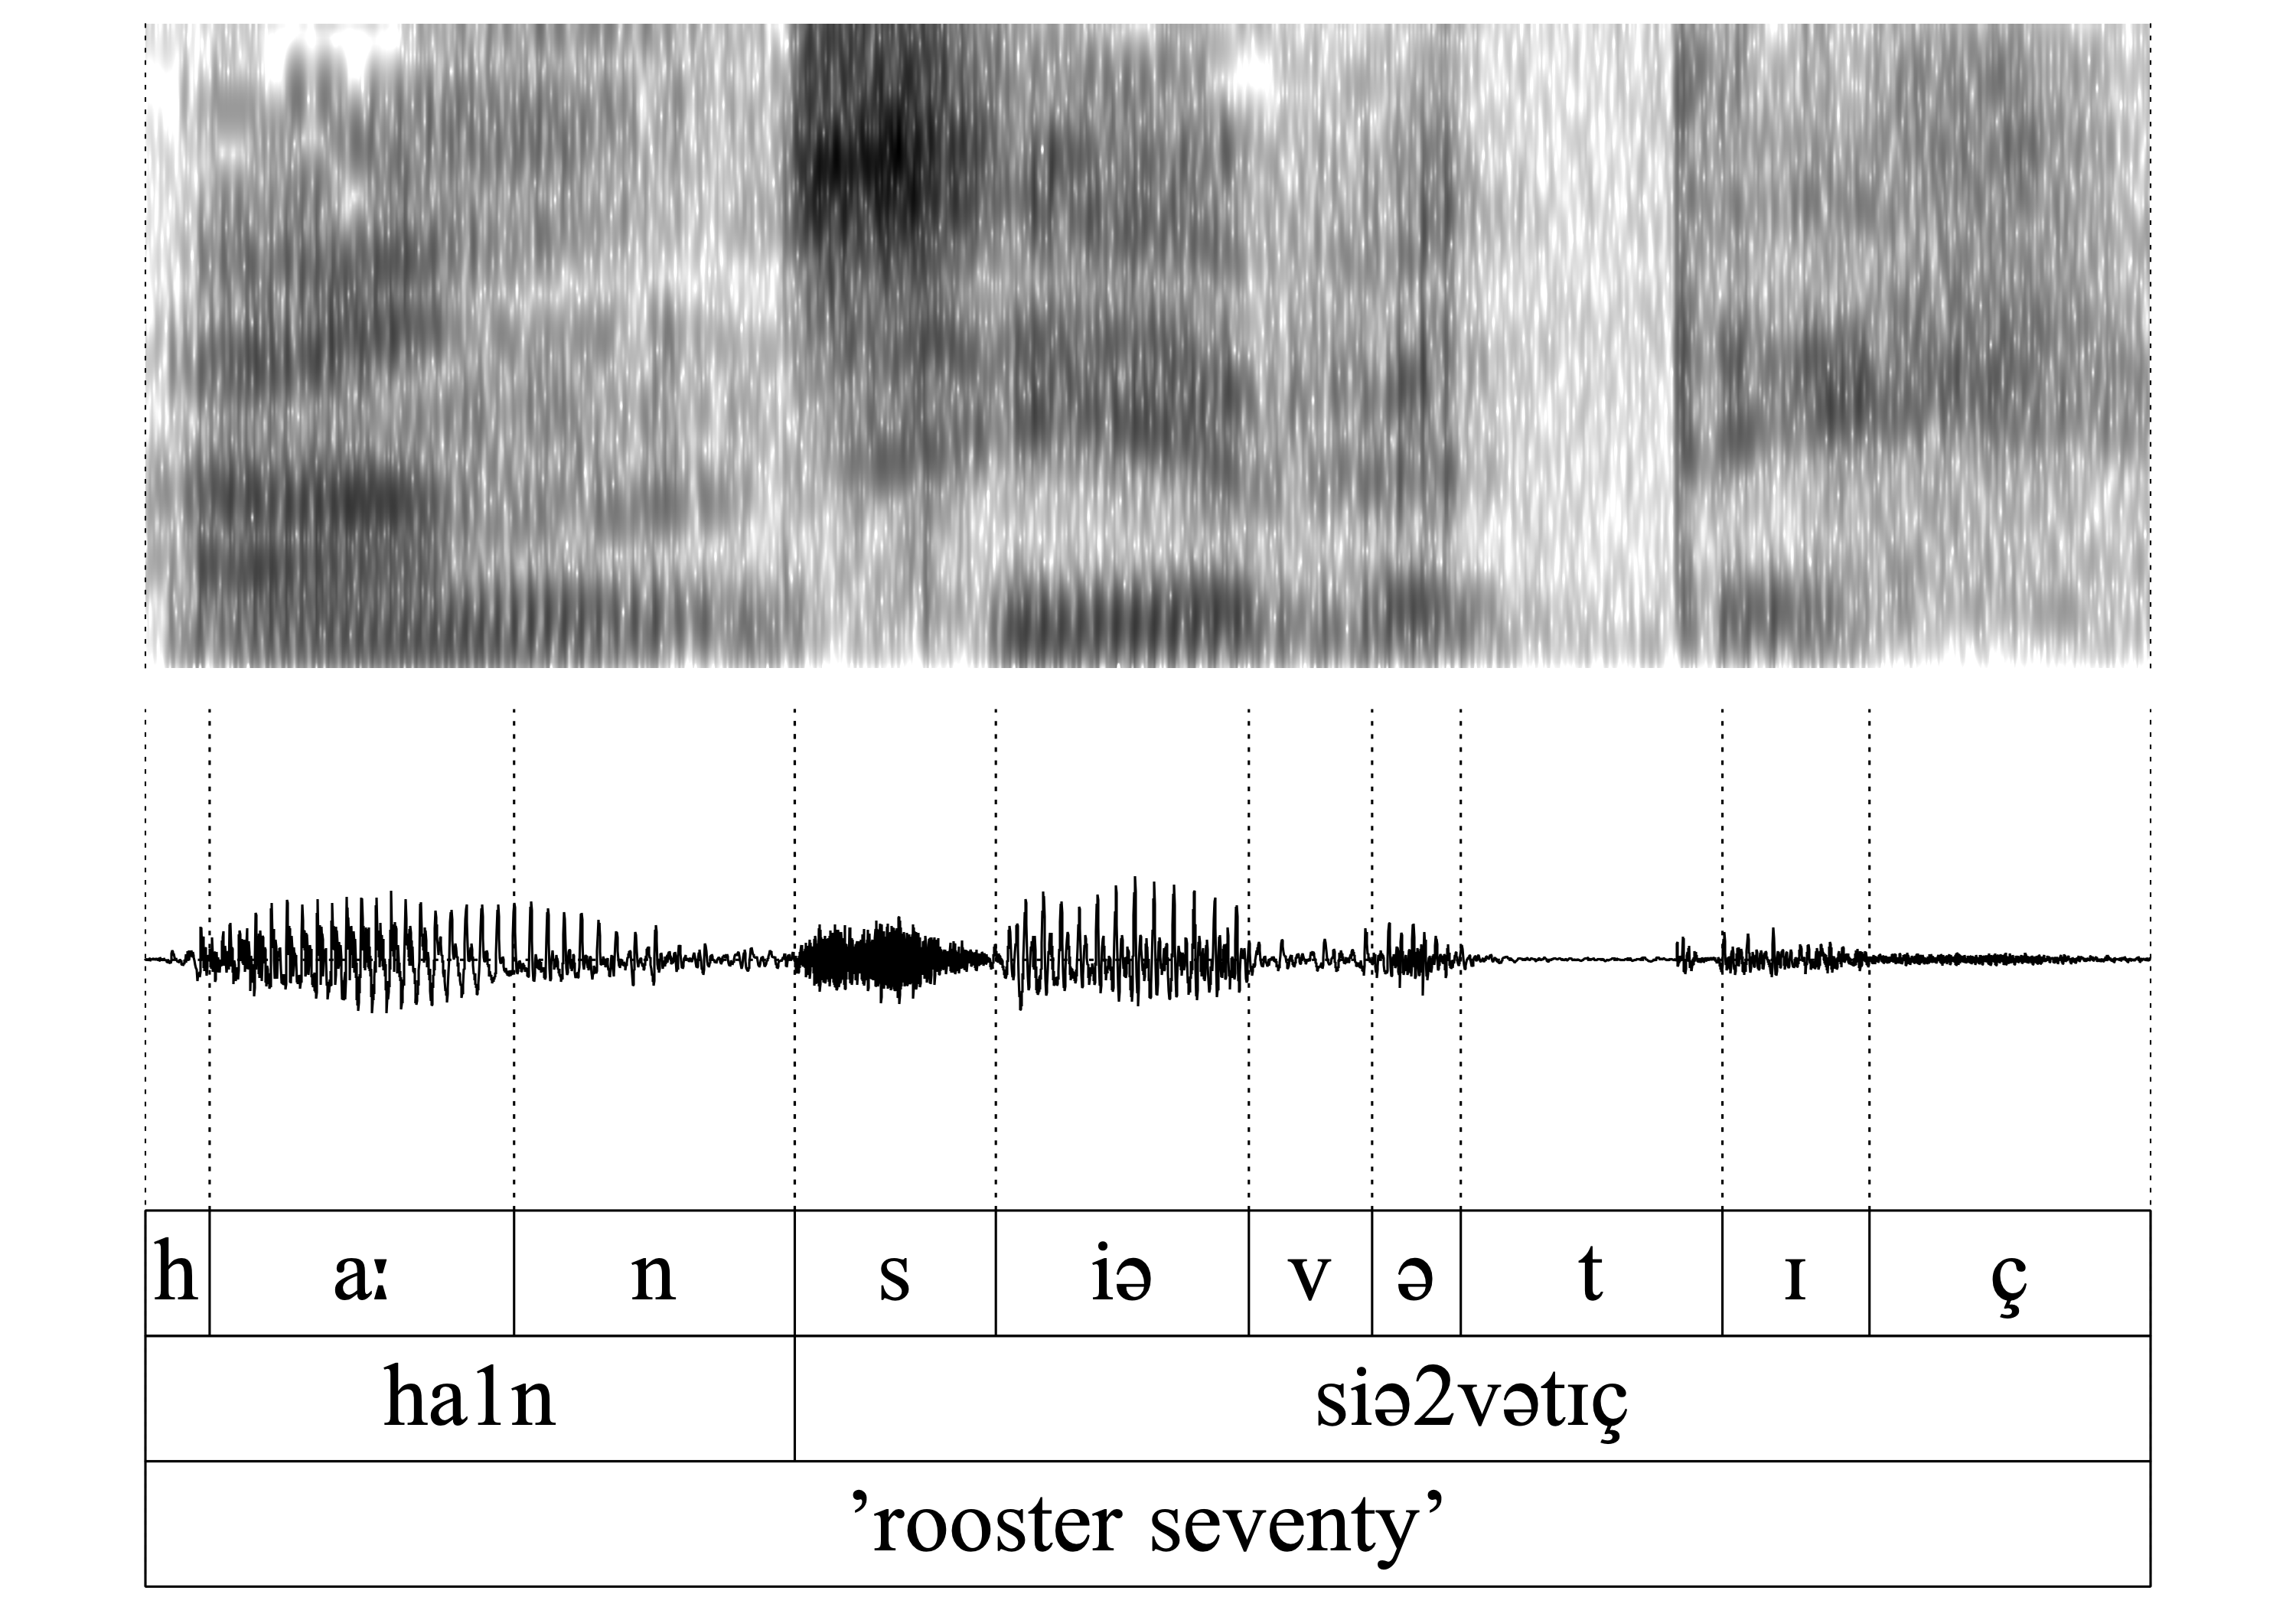 h aː n s iə v ə t ɪ ç
ha1n siə2vətɪç
’rooster seventy’